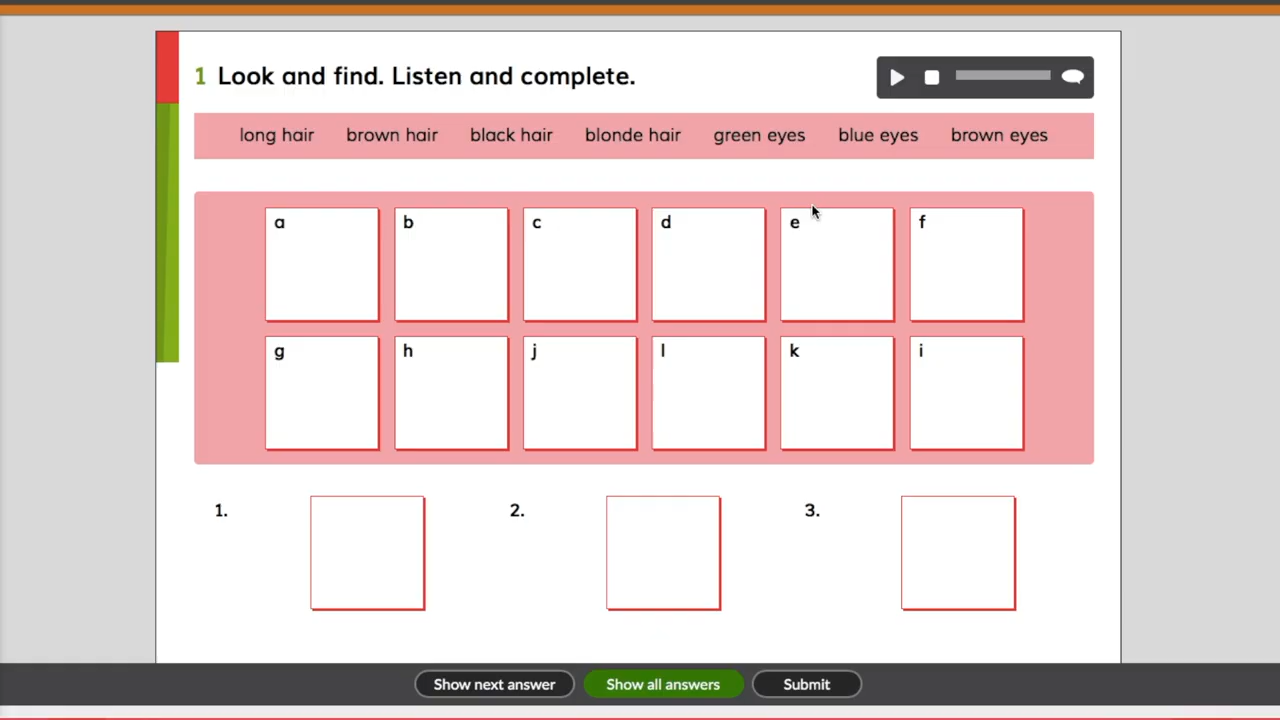 1 Look and find. Listen and complete.
long hair brown hair black hair blonde hair green eyes blue eyes brown eyes
a b c d e f
g h j l k i
1. 2. 3.
Show next answer Show all answers Submit